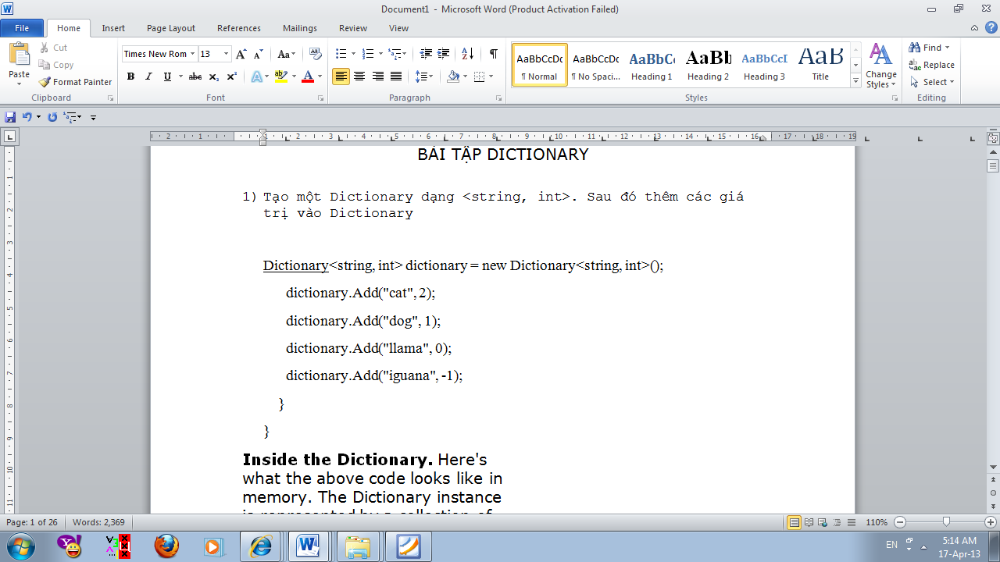 Document1 - Microsoft Word (Product Activation Failed)
File Home Insert Page Layout References Mailings Review View
Paste
Cut
Copy
Format Painter
Clipboard
Times New Rom 13
Font
Paragraph
AaBbCcDc AaBbCcDc AaBbCc AaBb AaBbCcI AaB
¶ Normal ¶ No Spaci... Heading 1 Heading 2 Heading 3 Title
Change Styles
Styles
Find
Replace
Select
Editing
BÀI TẬP DICTIONARY
1) Tạo một Dictionary dạng <string, int>. Sau đó thêm các giá
trị vào Dictionary
Dictionary<string, int> dictionary = new Dictionary<string, int>();
dictionary.Add("cat", 2);
dictionary.Add("dog", 1);
dictionary.Add("llama", 0);
dictionary.Add("iguana", -1);
}
}
Inside the Dictionary. Here's
what the above code looks like in
memory. The Dictionary instance
is represented by a collection of
Page: 1 of 26 Words: 2,369 110%
EN 5:14 AM
17-Apr-13